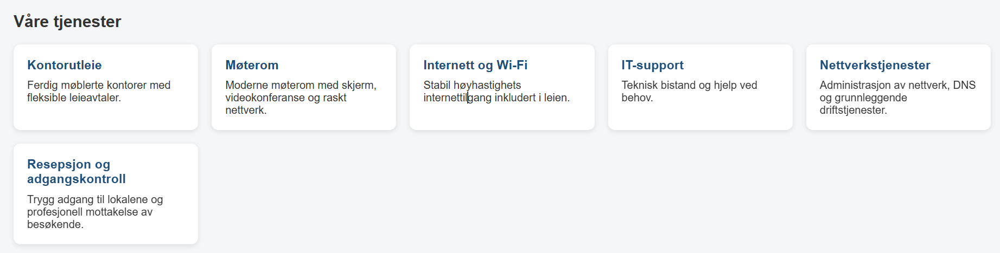 Våre tjenester
Kontorutleie
Ferdig møblerte kontorer med
fleksible leieavtaler.
Møterom
Moderne møterom med skjerm,
videokonferanse og raskt
nettverk.
Internett og Wi-Fi
Stabil høyhastighets
internettilgang inkludert i leien.
IT-support
Teknisk bistand og hjelp ved
behov.
Nettverkstjenester
Administrasjon av nettverk, DNS
og grunnleggende
driftstjenester.
Resepsjon og
adgangskontroll
Trygg adgang til lokalene og
profesjonell mottakelse av
besøkende.